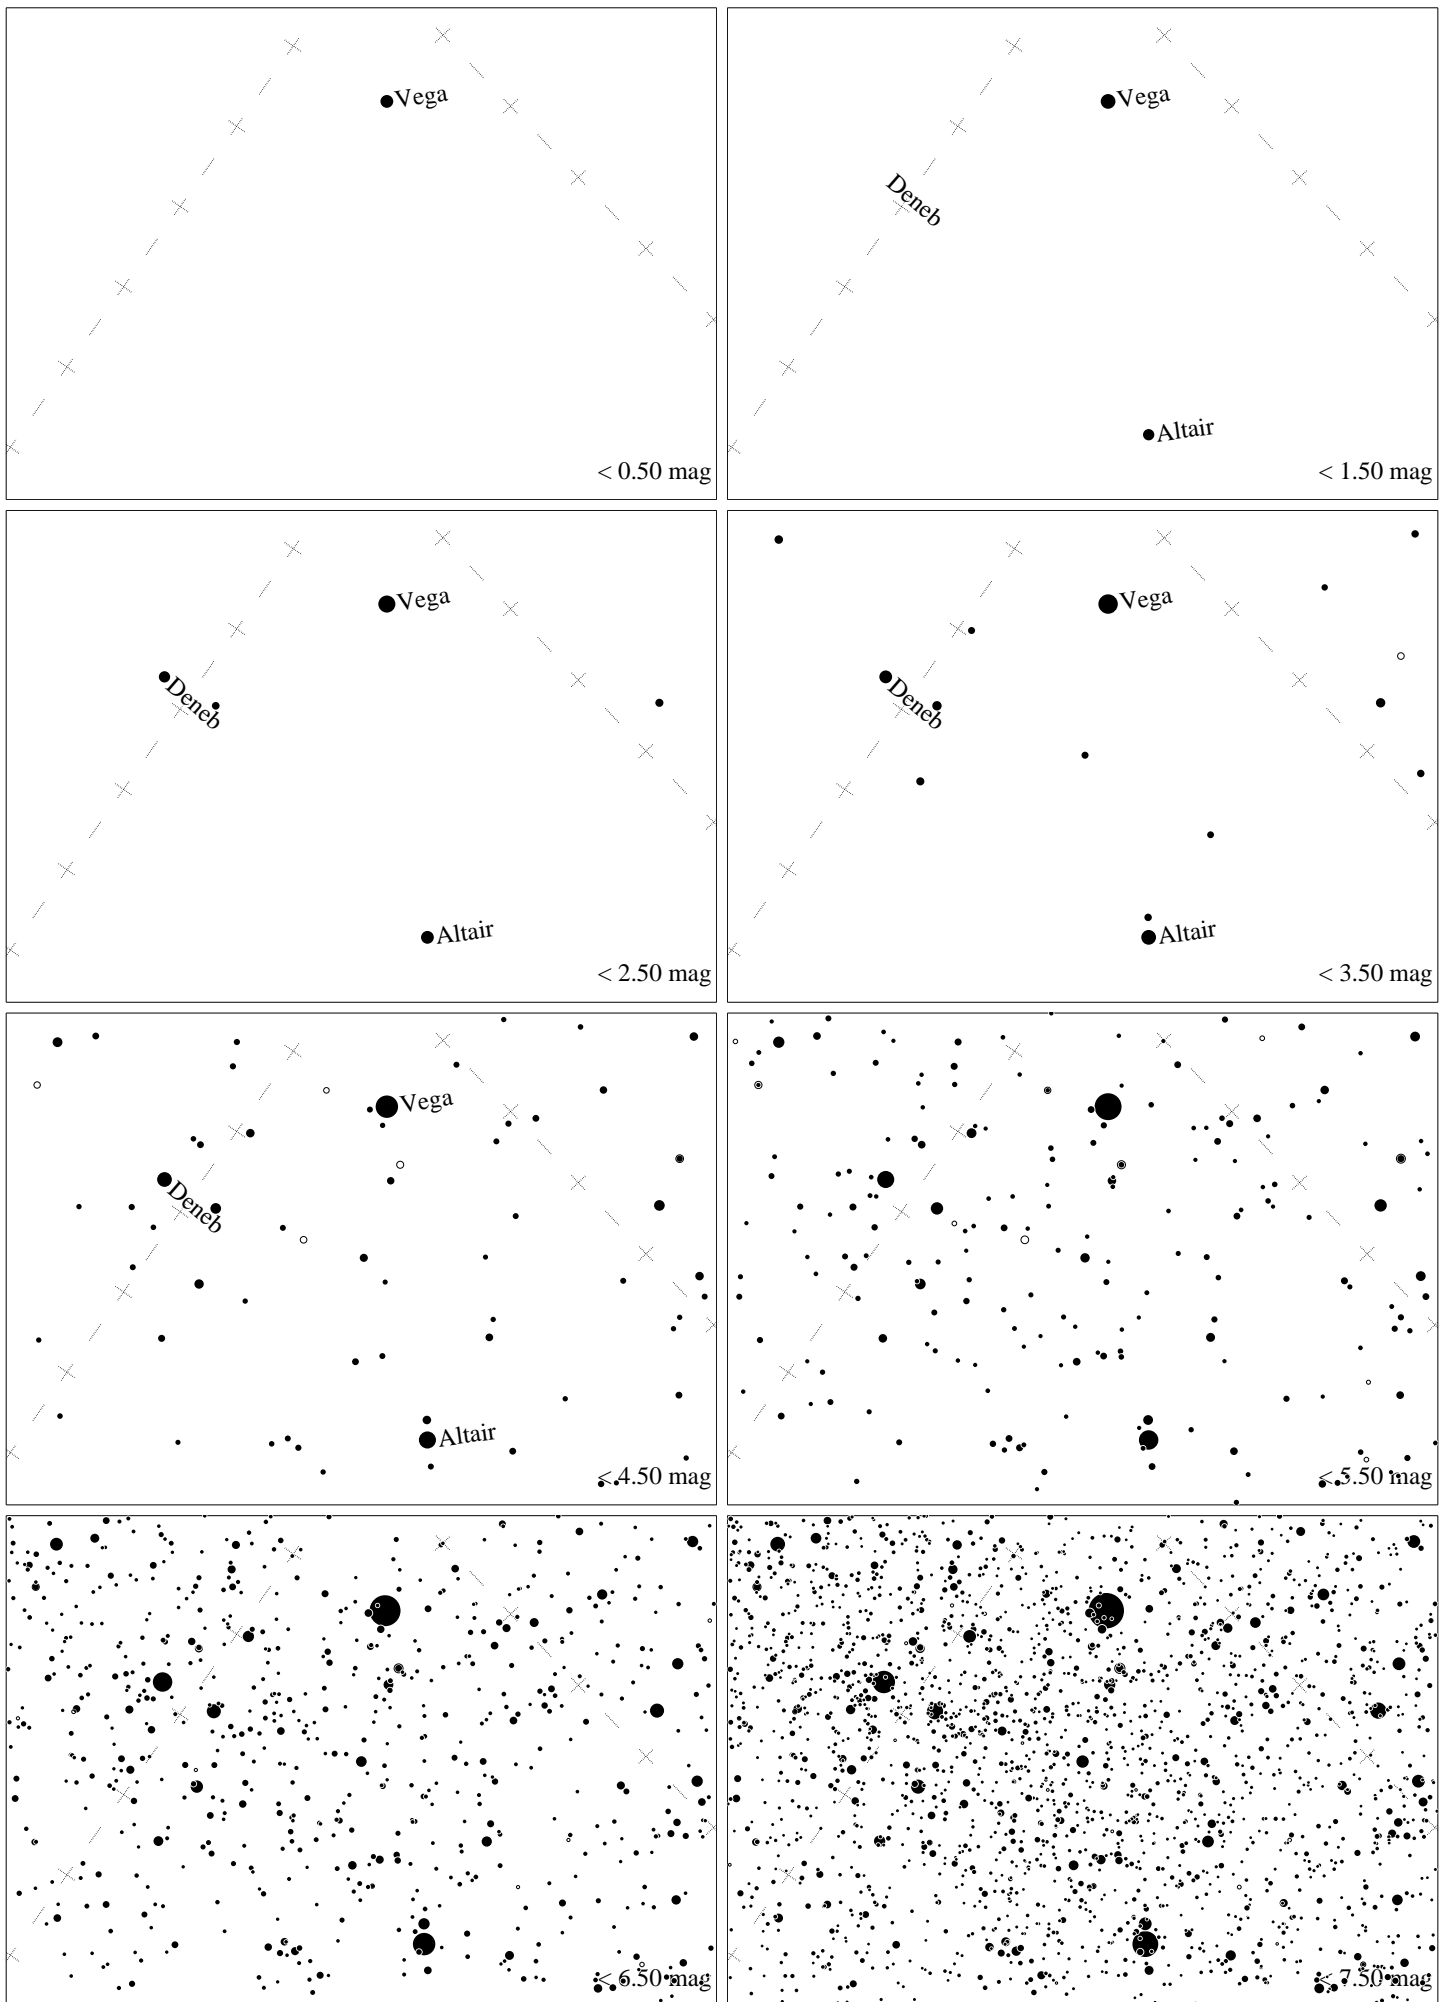 Vega
< 0.50 mag
Vega
Deneb
Altair
< 1.50 mag
Vega
Deneb
Altair
< 2.50 mag
Vega
Deneb
Altair
< 3.50 mag
Vega
Deneb
Altair
< 4.50 mag
< 5.50 mag
< 6.50 mag
< 7.50 mag